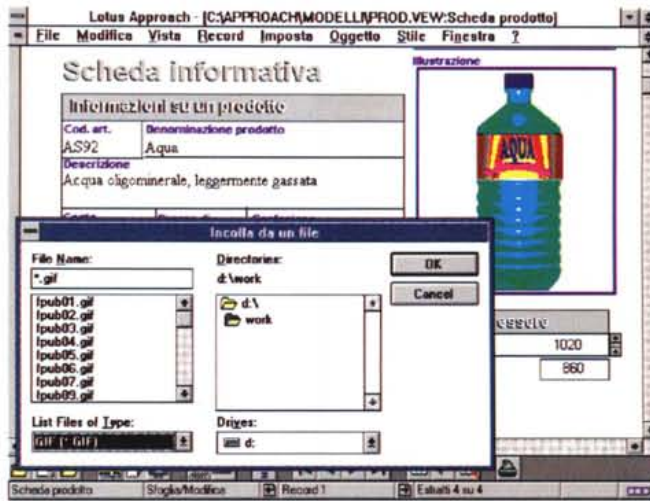 Lotus Approach - [C:\APPROACH\MODELLI\PROD.VEW:Scheda prodotto]
File Modifica Vista Record Imposta Oggetto Stile Finestra ?
Scheda informativa
Illustrazione
Informazioni su un prodotto
Cod. art. Denominazione prodotto
AS92 Aqua
Descrizione
Acqua oligominerale, leggermente gassata
AQUA
Incolla da un file
File Name:
*.gif
Directories:
d:\work
OK
Cancel
fpub01.gif
fpub02.gif
fpub03.gif
fpub04.gif
fpub05.gif
fpub06.gif
fpub07.gif
fpub09.gif
d:\
work
essere
1020
860
List Files of Type:
GIF (*.GIF)
Drives:
d:
Scheda prodotto Sfoglia/Modifica Record 1 Estratti 4 su 4